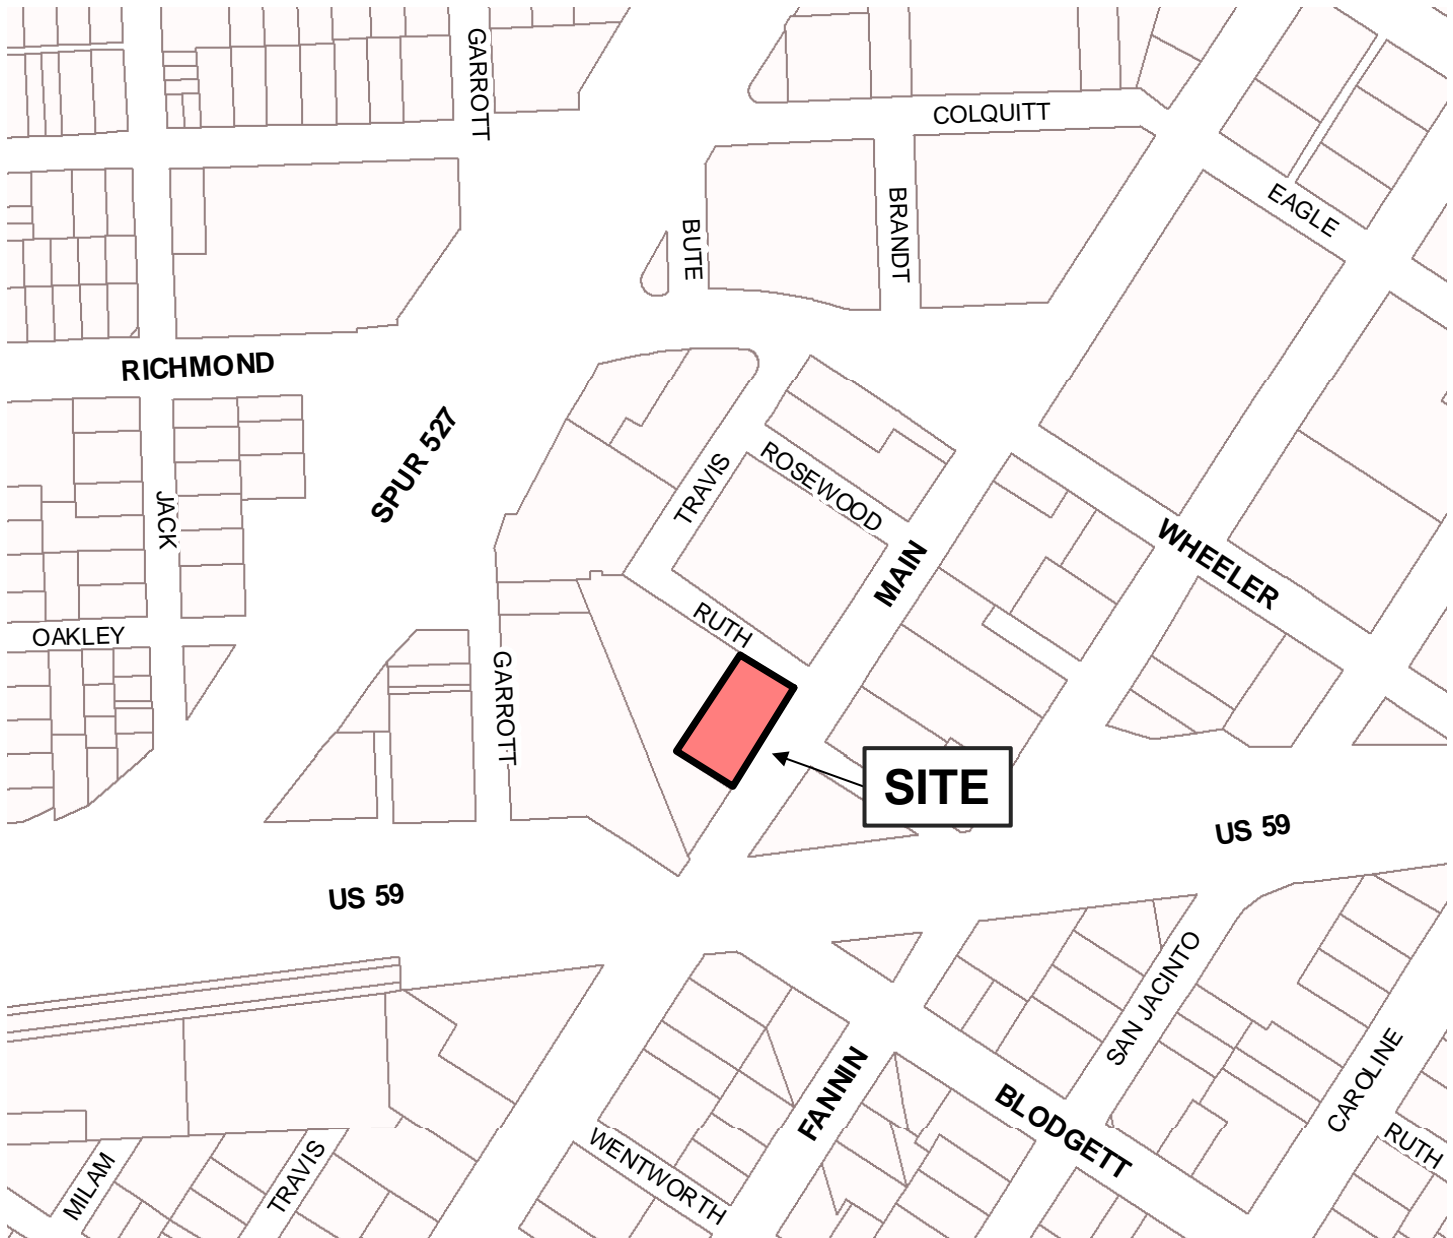 GARROTT
COLQUITT
EAGLE
BRANDT
BUTE
RICHMOND
SPUR 527
TRAVIS
ROSEWOOD
JACK
MAIN
WHEELER
OAKLEY
RUTH
GARROTT
SITE
US 59
US 59
SAN JACINTO
CAROLINE
FANNIN
BLODGETT
WENTWORTH
RUTH
MILAM
TRAVIS